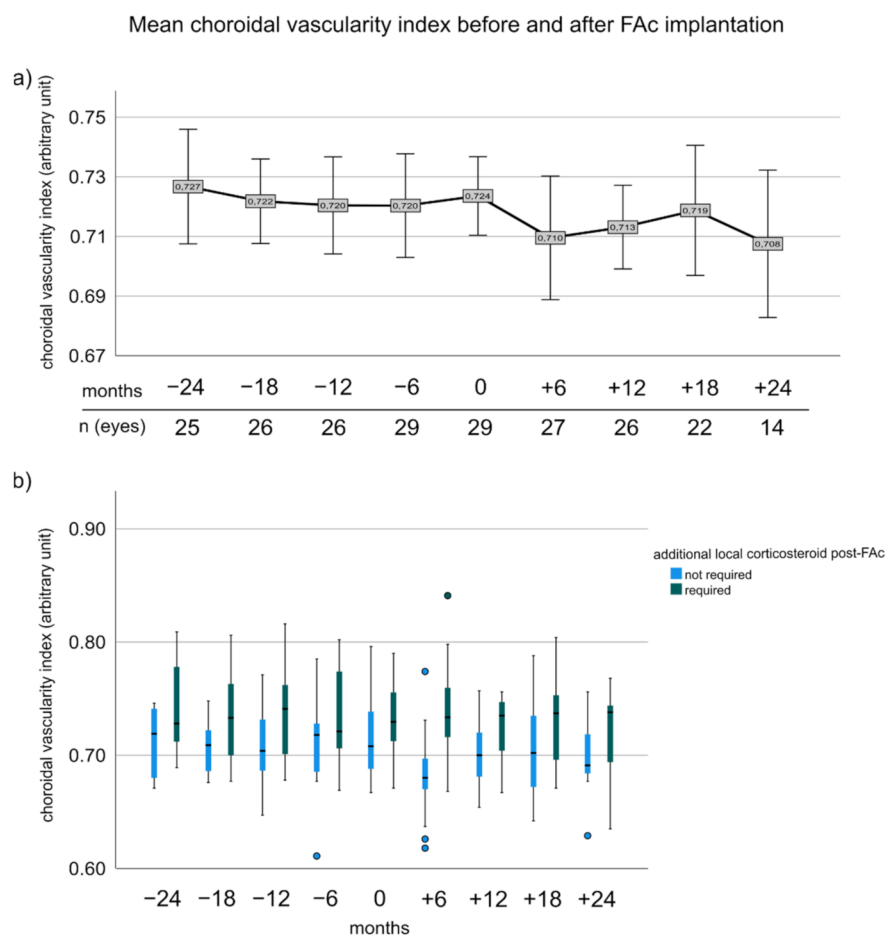 Mean choroidal vascularity index before and after FAc implantation
a)
choroidal vascularity index (arbitrary unit)
0.75
0.73
0.71
0.69
0.67
0,727
0,722
0,720
0,720
0,724
0,710
0,713
0,719
0,708
months −24 −18 −12 −6 0 +6 +12 +18 +24
n (eyes) 25 26 26 29 29 27 26 22 14
b)
choroidal vascularity index (arbitrary unit)
0.90
0.80
0.70
0.60
additional local corticosteroid post-FAc
not required
required
−24 −18 −12 −6 0 +6 +12 +18 +24
months